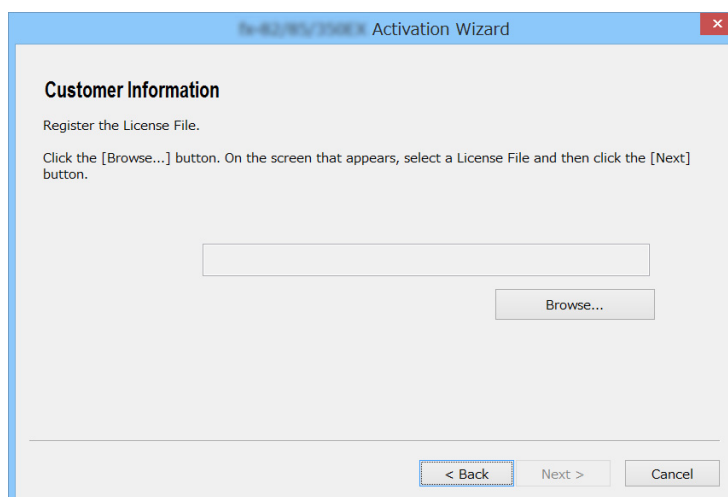 Activation Wizard
Customer Information
Register the License File.
Click the [Browse...] button. On the screen that appears, select a License File and then click the [Next]
button.
Browse...
< Back
Next >
Cancel